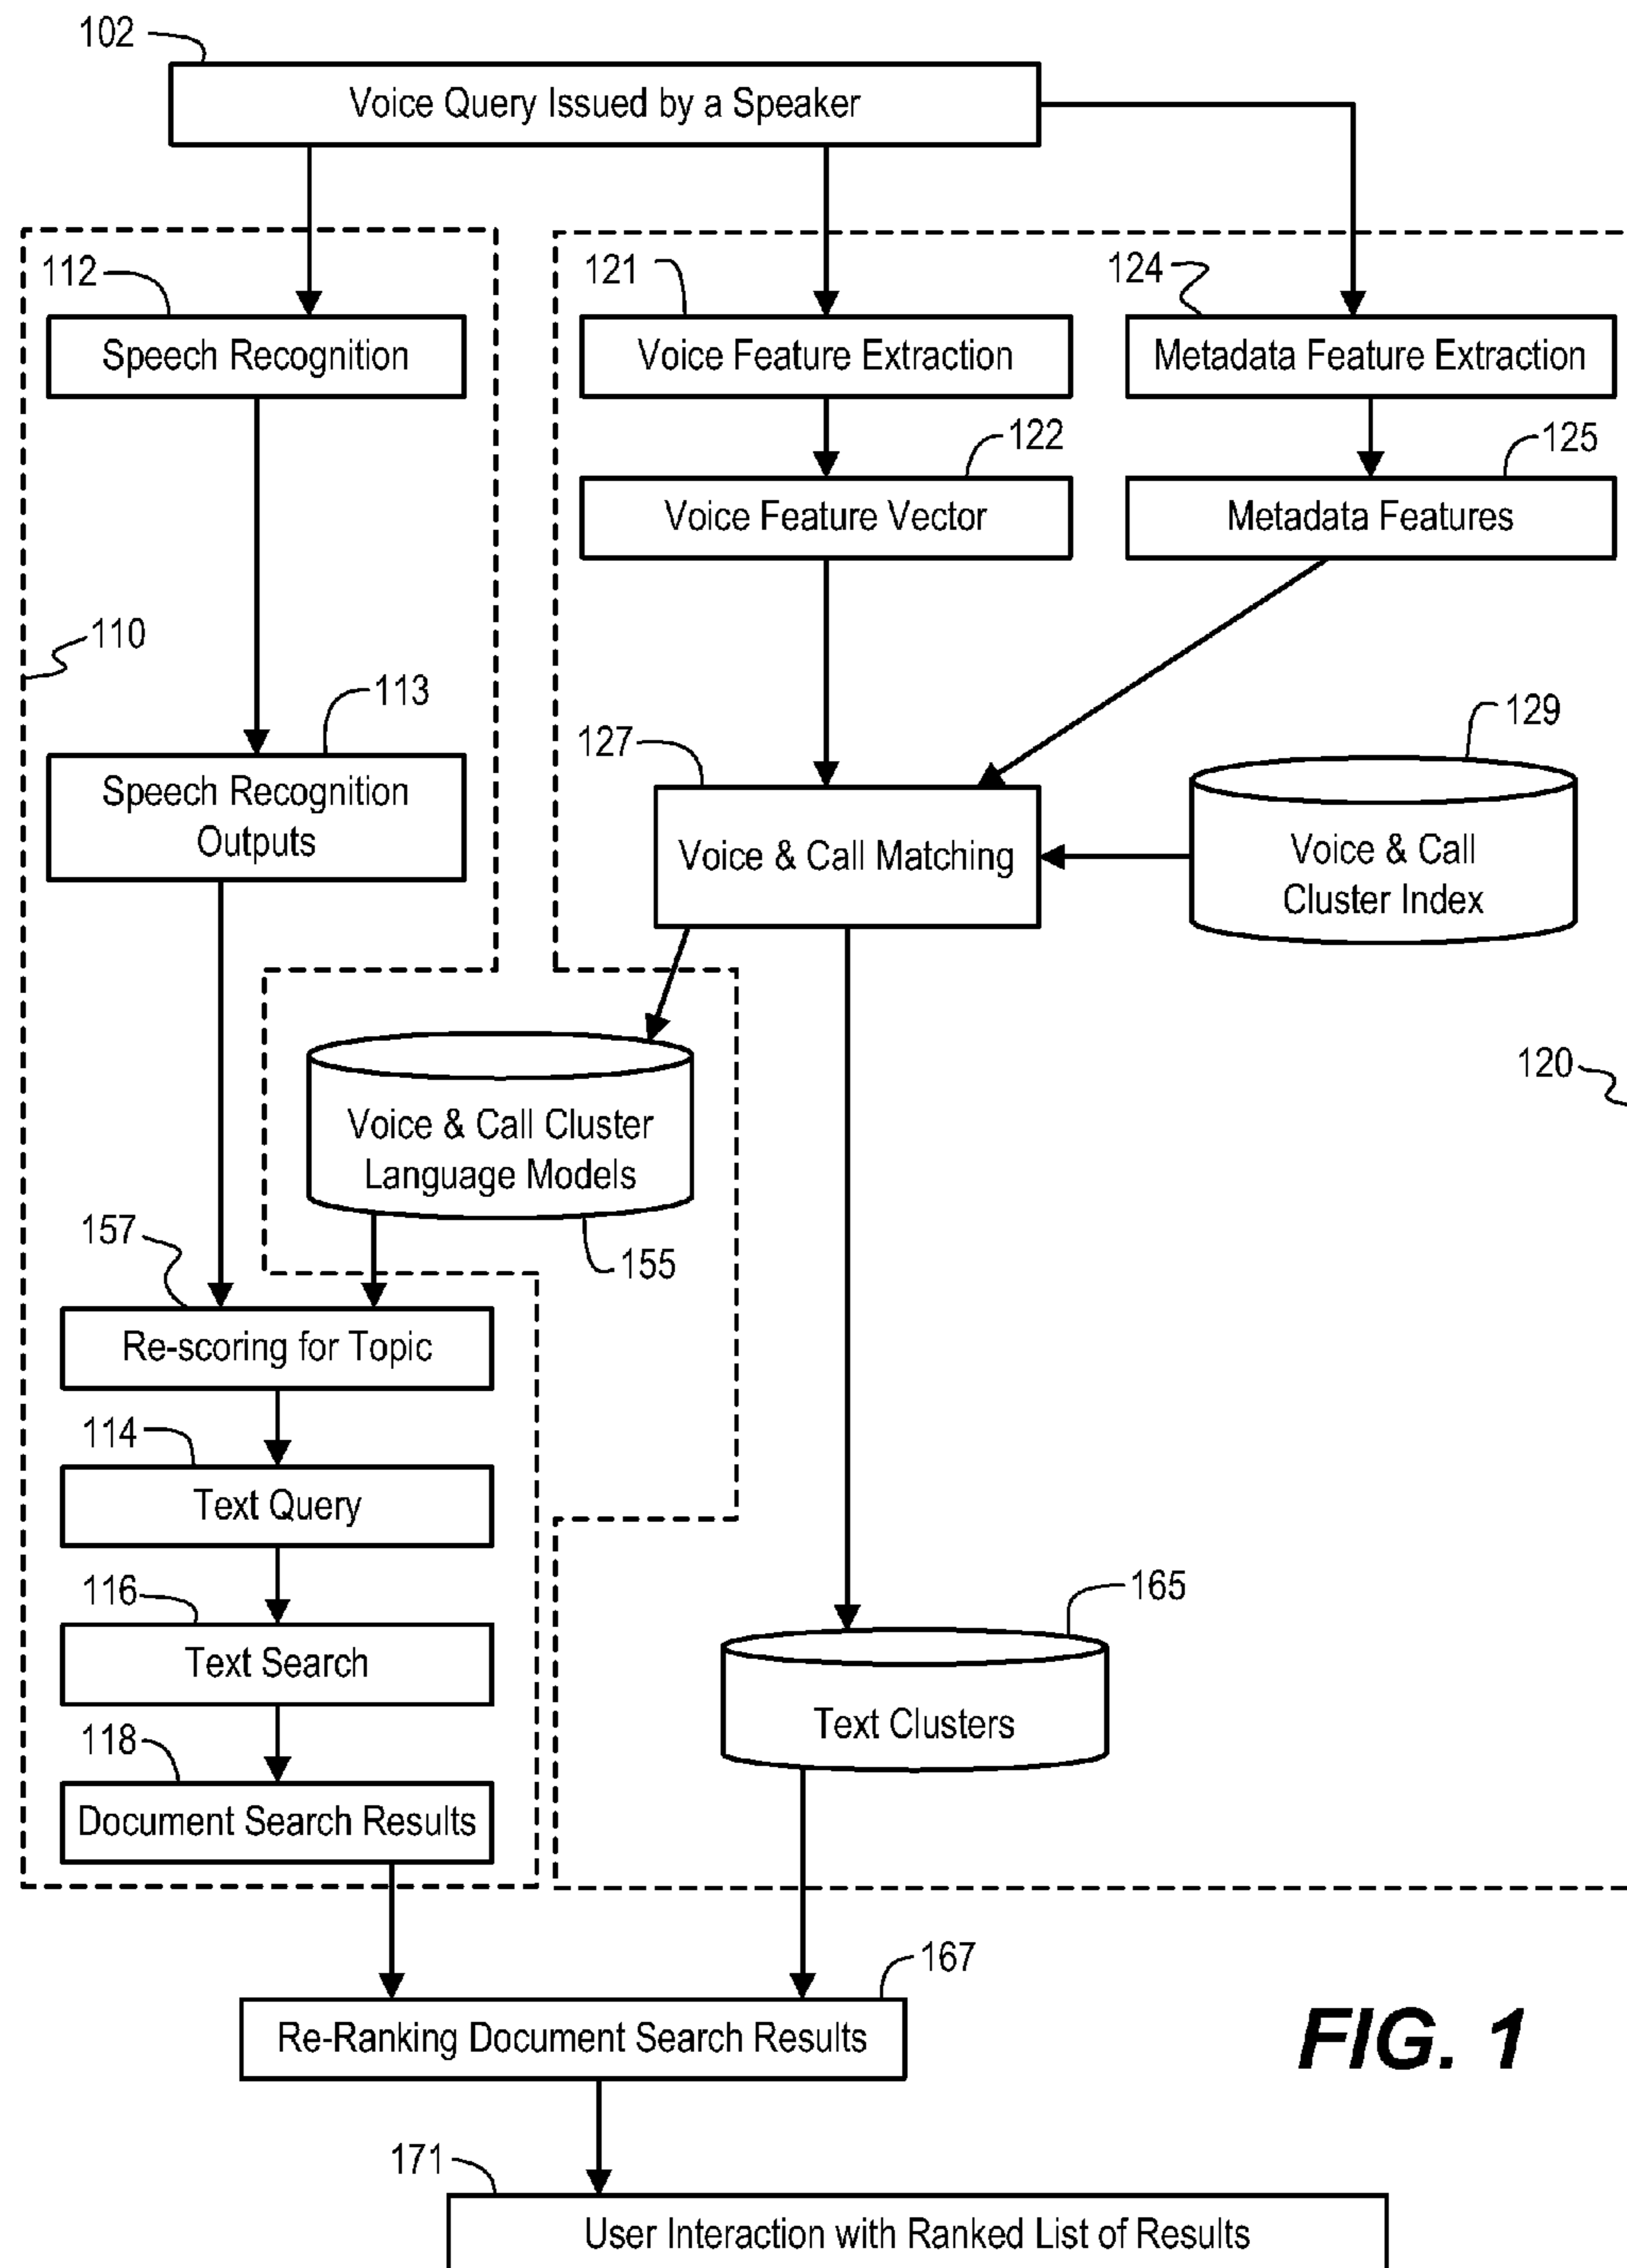 102
Voice Query Issued by a Speaker
112
121
124
Speech Recognition
Voice Feature Extraction
Metadata Feature Extraction
122
125
Voice Feature Vector
Metadata Features
110
113
127
129
Speech Recognition
Outputs
Voice & Call Matching
Voice & Call
Cluster Index
120
Voice & Call Cluster
Language Models
157
155
Re-scoring for Topic
114
Text Query
116
165
Text Search
Text Clusters
118
Document Search Results
167
Re-Ranking Document Search Results
FIG. 1
171
User Interaction with Ranked List of Results